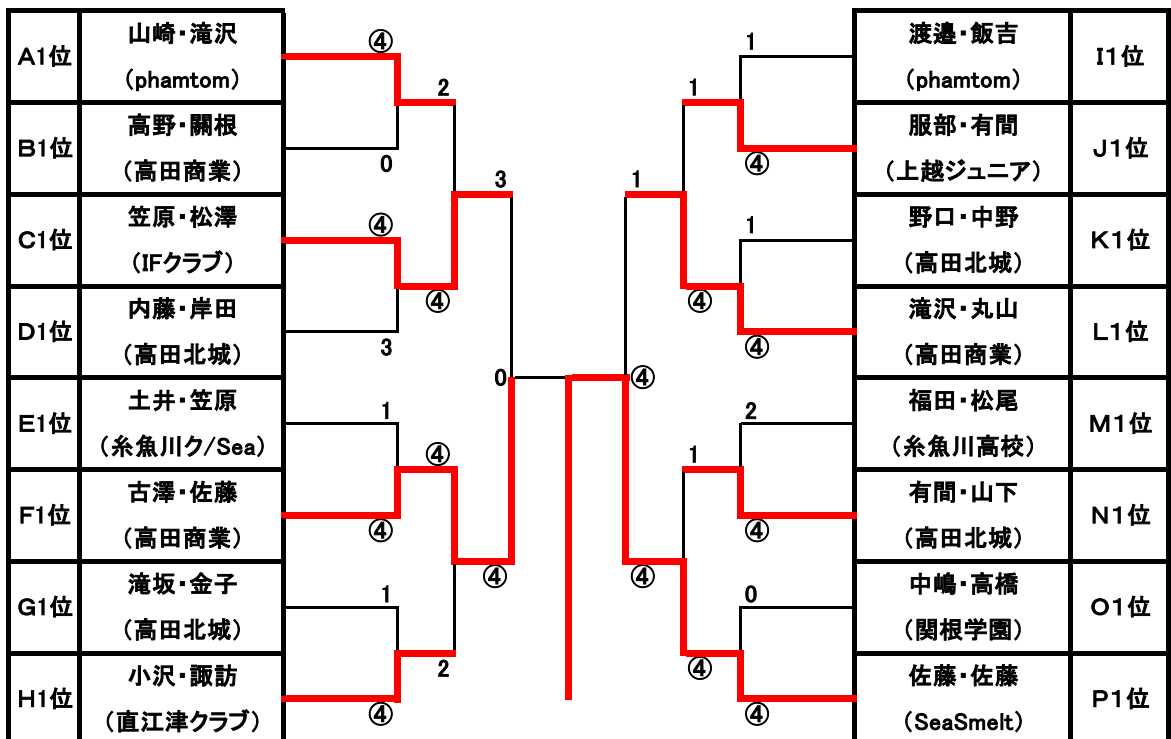 A1位
山崎・滝沢
（phamtom）
B1位
高野・關根
（高田商業）
C1位
笠原・松澤
（IFクラブ）
D1位
内藤・岸田
（高田北城）
E1位
土井・笠原
（糸魚川ク/Sea）
F1位
古澤・佐藤
（高田商業）
G1位
滝坂・金子
（高田北城）
H1位
小沢・諏訪
（直江津クラブ）
④
0
④
3
1
④
1
④
2
④
④
2
3
④
0
④
1
④
1
④
1
④
1
④
1
④
2
④
0
④
渡邉・飯吉
（phamtom）
I1位
服部・有間
（上越ジュニア）
J1位
野口・中野
（高田北城）
K1位
滝沢・丸山
（高田商業）
L1位
福田・松尾
（糸魚川高校）
M1位
有間・山下
（高田北城）
N1位
中嶋・高橋
（関根学園）
O1位
佐藤・佐藤
（SeaSmelt）
P1位